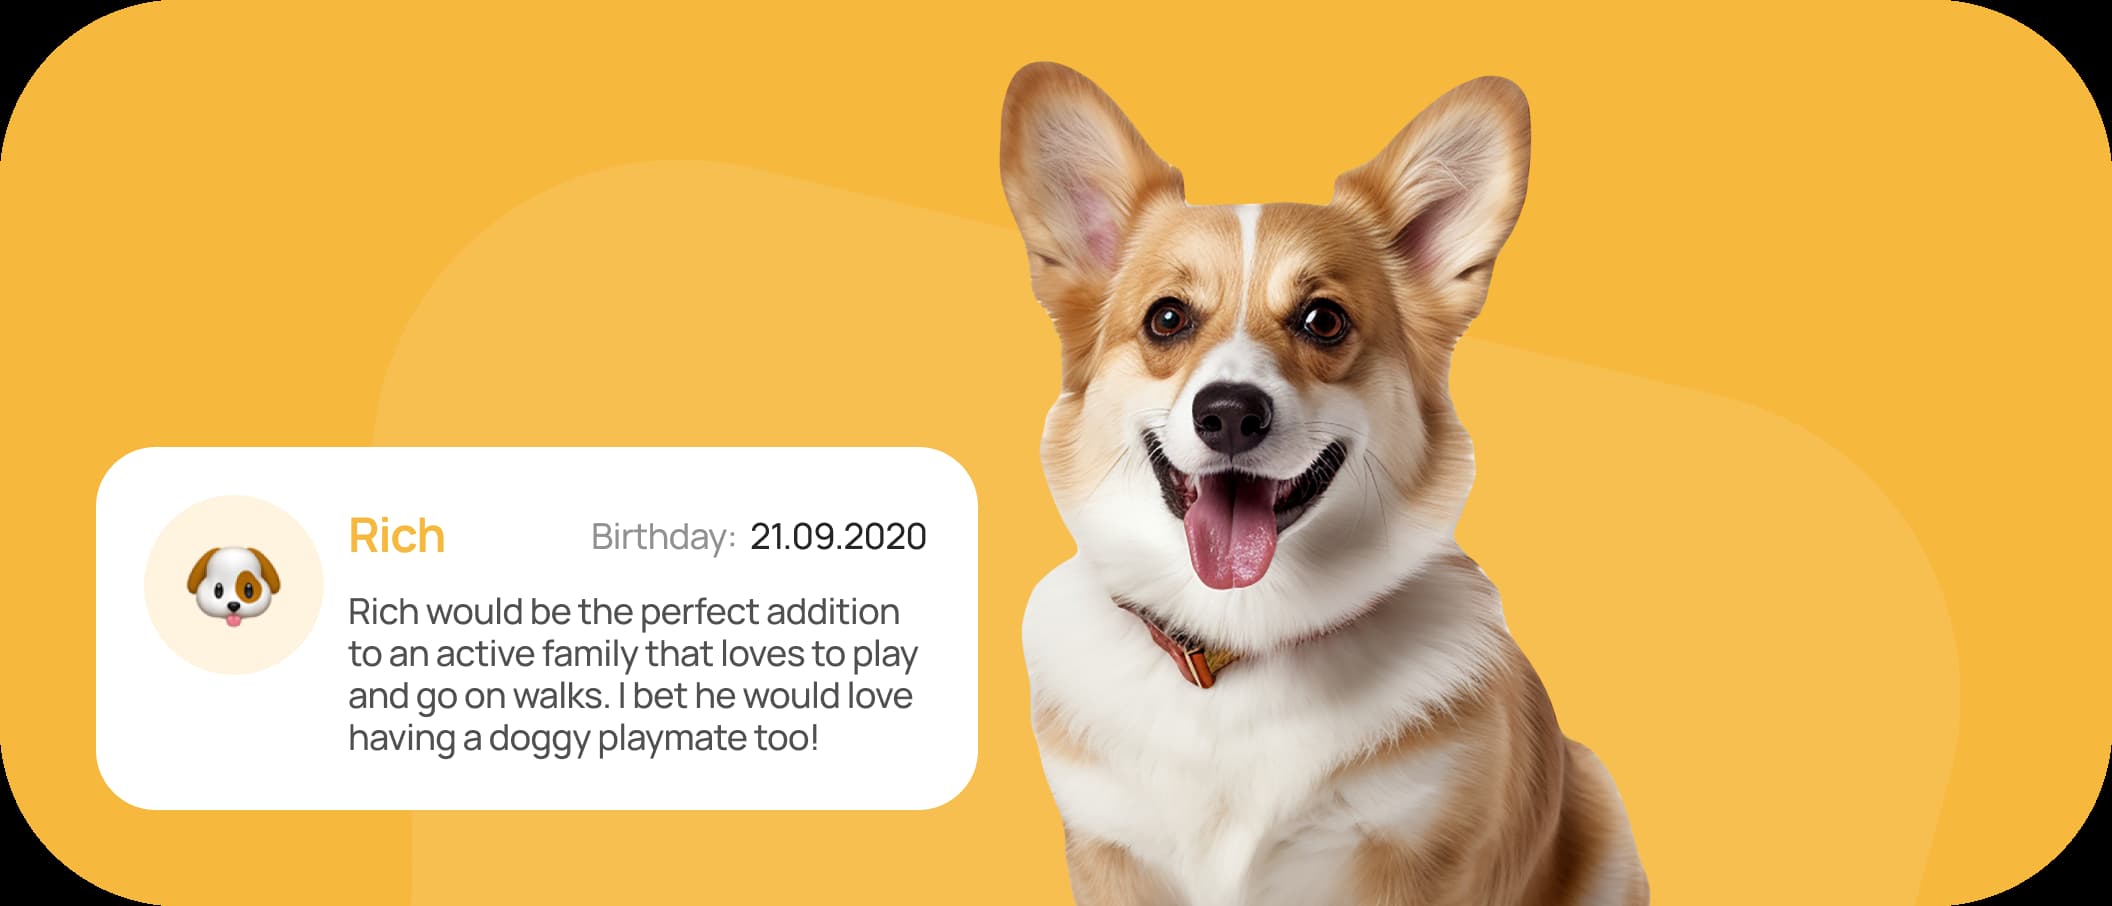 Rich
Birthday: 21.09.2020
Rich would be the perfect addition
to an active family that loves to play
and go on walks. I bet he would love
having a doggy playmate too!